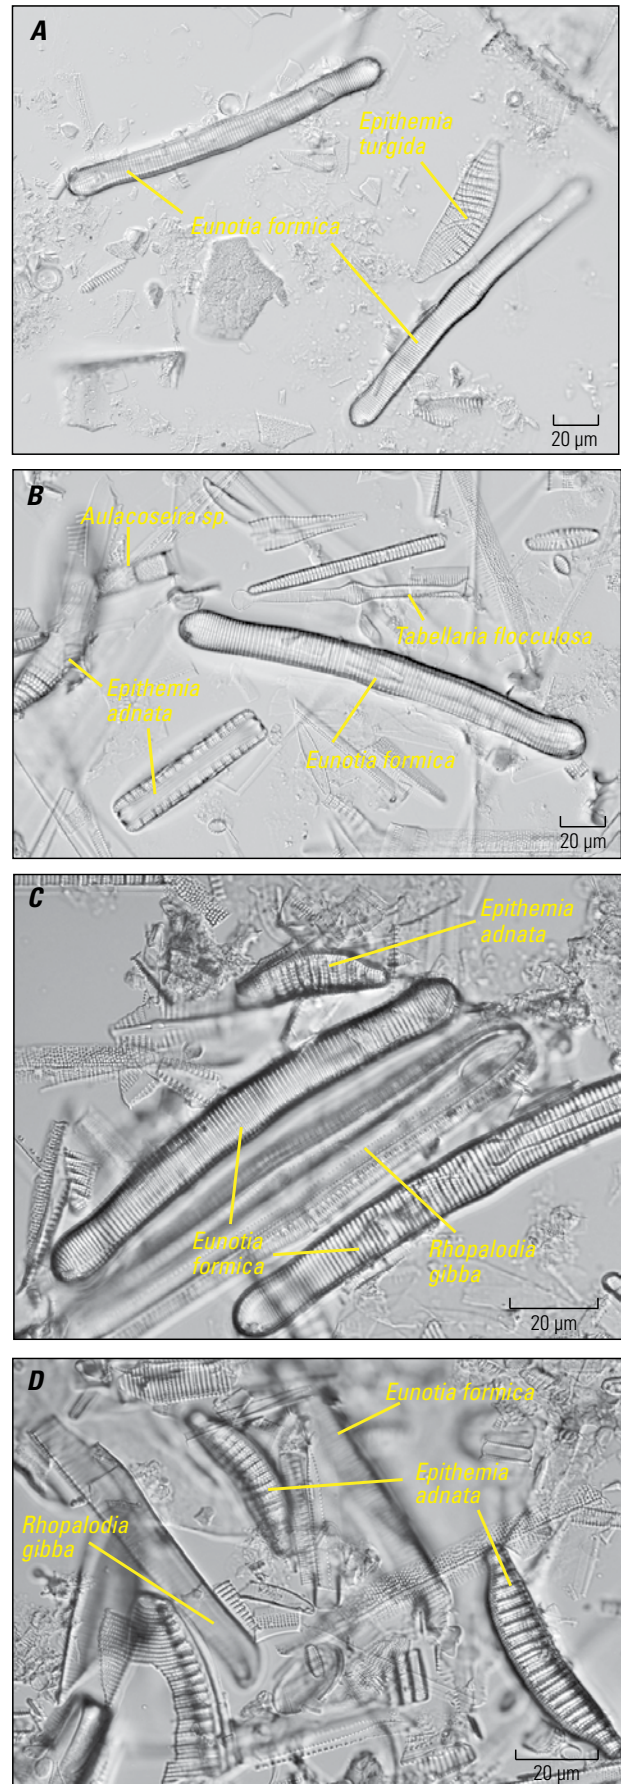 A
Epithemia
turgida
Eunotia formica
20 µm
B
Aulacoseira sp.
Tabellaria flocculosa
Epithemia
adnata
Eunotia formica
20 µm
C
Epithemia
adnata
Eunotia
formica
Rhopalodia
gibba
20 µm
D
Eunotia formica
Epithemia
adnata
Rhopalodia
gibba
20 µm